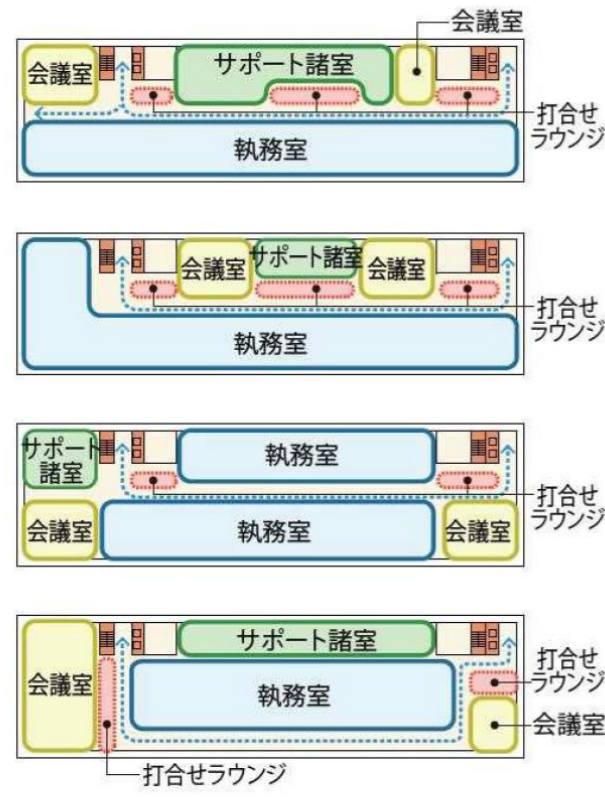 会議室
会議室
サポート諸室
打合せ
ラウンジ
執務室
会議室
サポート諸室
会議室
打合せ
ラウンジ
執務室
サポート
諸室
執務室
打合せ
ラウンジ
会議室
執務室
会議室
サポート諸室
打合せ
ラウンジ
会議室
執務室
会議室
打合せラウンジ